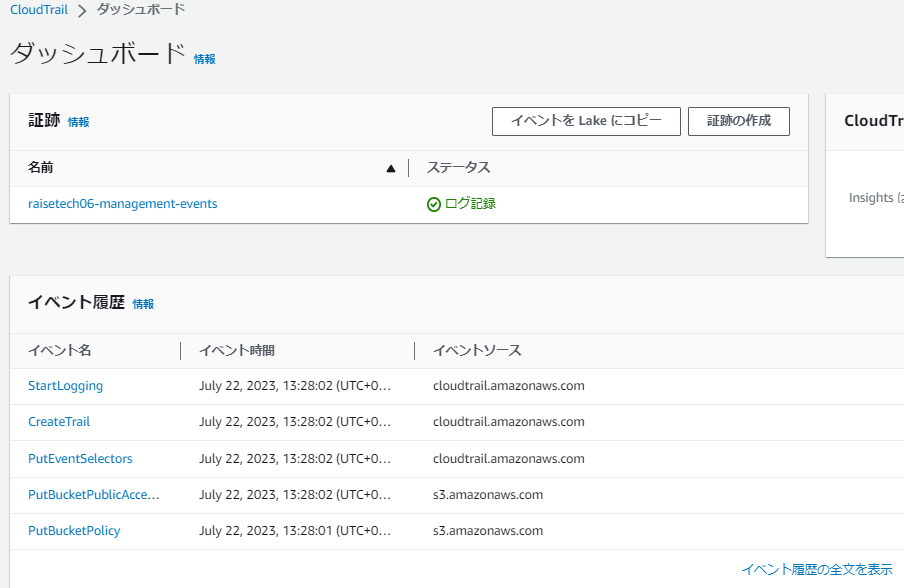 CloudTrail > ダッシュボード
ダッシュボード 情報
証跡 情報
イベントを Lake にコピー
証跡の作成
名前 ▲ ステータス
raisetech06-management-events ログ記録
CloudTr
Insights は
イベント履歴 情報
イベント名 イベント時間 イベントソース
StartLogging July 22, 2023, 13:28:02 (UTC+0… cloudtrail.amazonaws.com
CreateTrail July 22, 2023, 13:28:02 (UTC+0… cloudtrail.amazonaws.com
PutEventSelectors July 22, 2023, 13:28:02 (UTC+0… cloudtrail.amazonaws.com
PutBucketPublicAcce… July 22, 2023, 13:28:02 (UTC+0… s3.amazonaws.com
PutBucketPolicy July 22, 2023, 13:28:01 (UTC+0… s3.amazonaws.com
イベント履歴の全文を表示